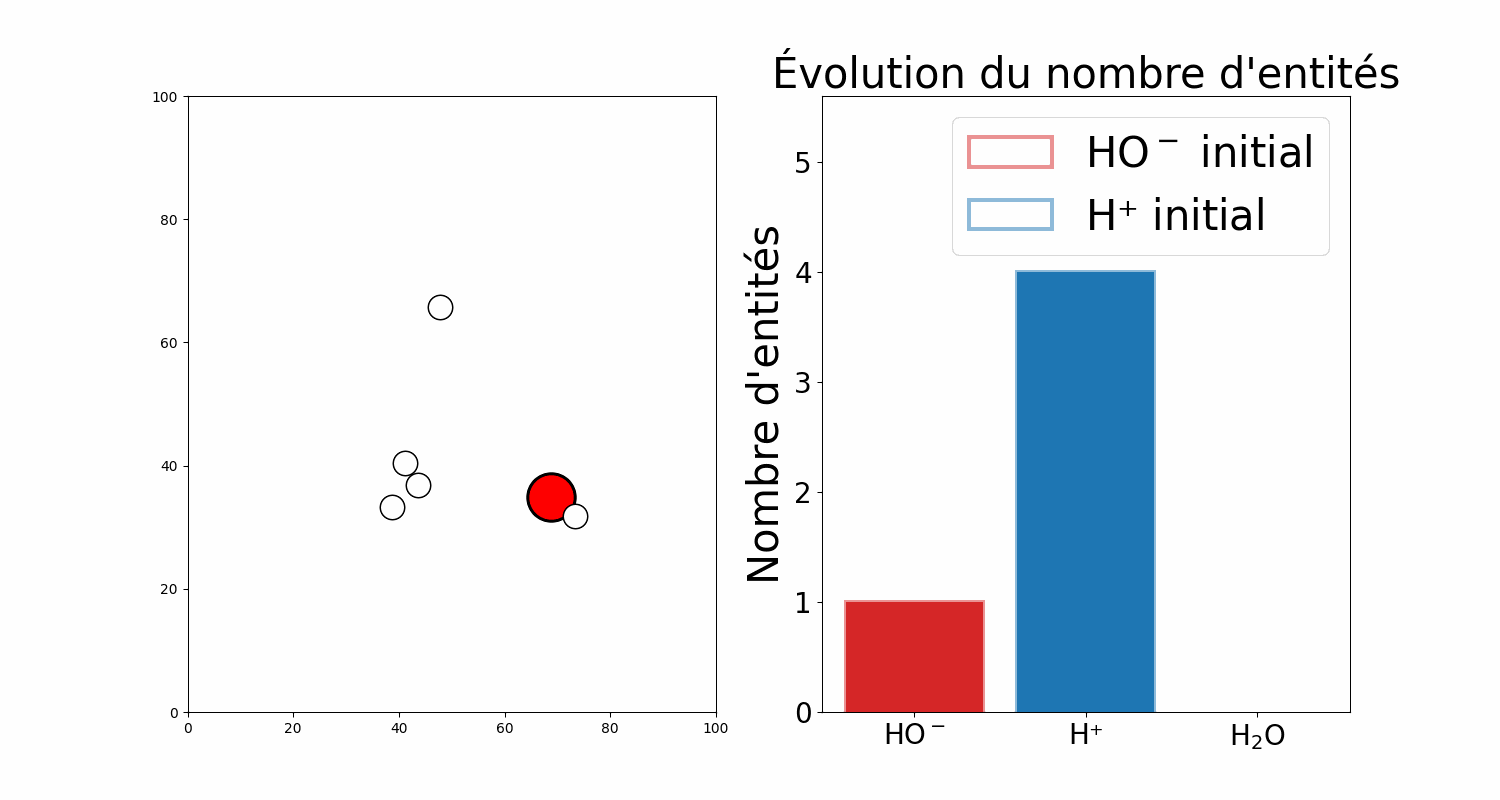 100
80
60
40
20
0
0 20 40 60 80 100
Évolution du nombre d'entités
HO⁻ initial
H⁺ initial
Nombre d'entités
5
4
3
2
1
0
HO⁻ H⁺ H₂O